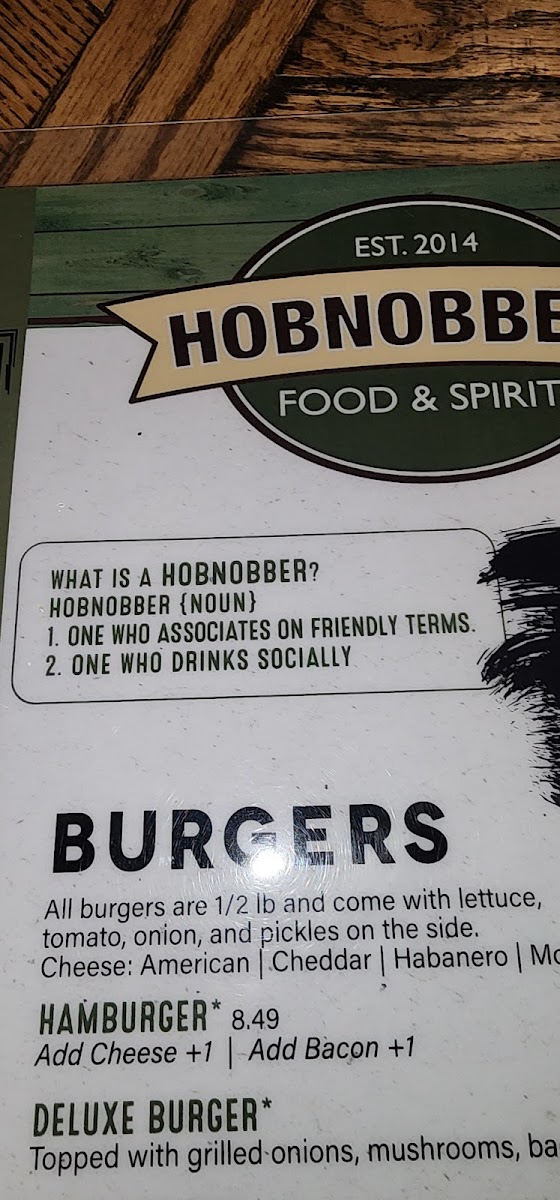 EST. 2014
HOBNOBBE
FOOD & SPIRIT
WHAT IS A HOBNOBBER?
HOBNOBBER {NOUN}
1. ONE WHO ASSOCIATES ON FRIENDLY TERMS.
2. ONE WHO DRINKS SOCIALLY
BURGERS
All burgers are 1/2 lb and come with lettuce,
tomato, onion, and pickles on the side.
Cheese: American | Cheddar | Habanero | Mo
HAMBURGER* 8.49
Add Cheese +1 | Add Bacon +1
DELUXE BURGER*
Topped with grilled onions, mushrooms, ba